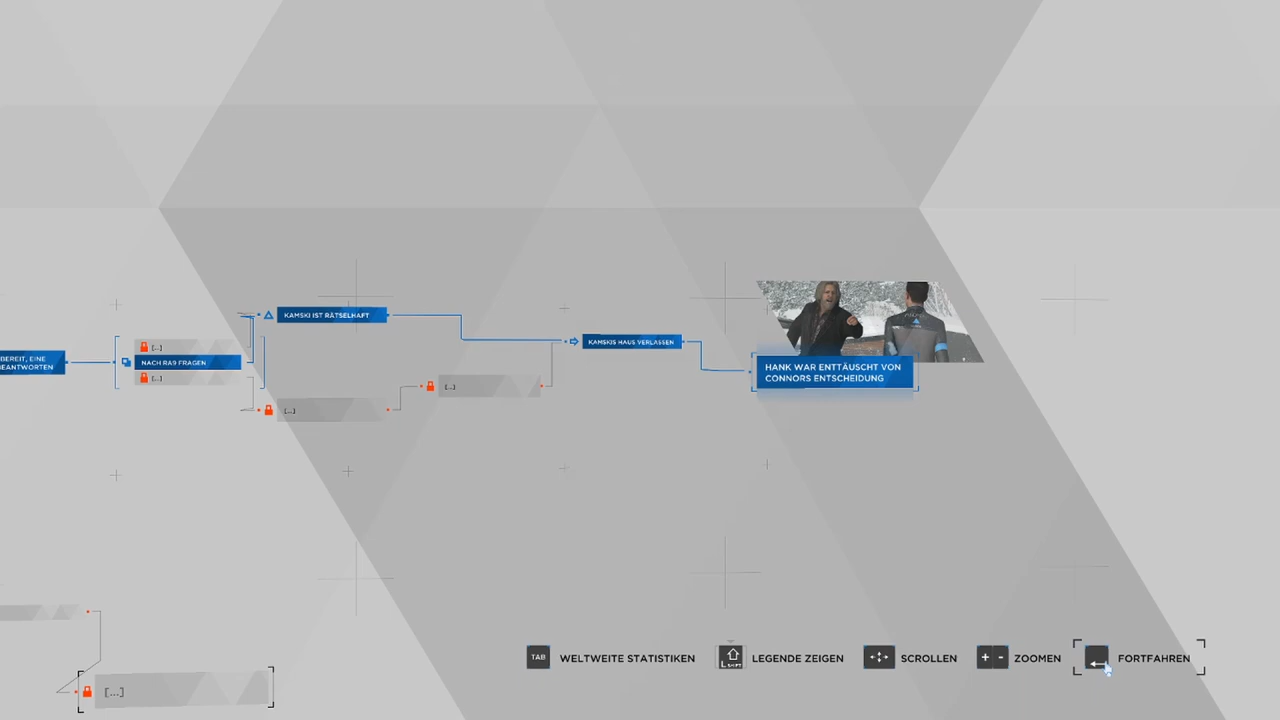 KAMSKI IST RÄTSELHAFT
KAMSKIS HAUS VERLASSEN
[...]
BEREIT, EINE
EANTWORTEN
NACH RA9 FRAGEN
[...]
HANK WAR ENTTÄUSCHT VON
CONNORS ENTSCHEIDUNG
[...]
[...]
[...]
TAB
WELTWEITE STATISTIKEN
LEGENDE ZEIGEN
SCROLLEN
+ -
ZOOMEN
FORTFAHREN